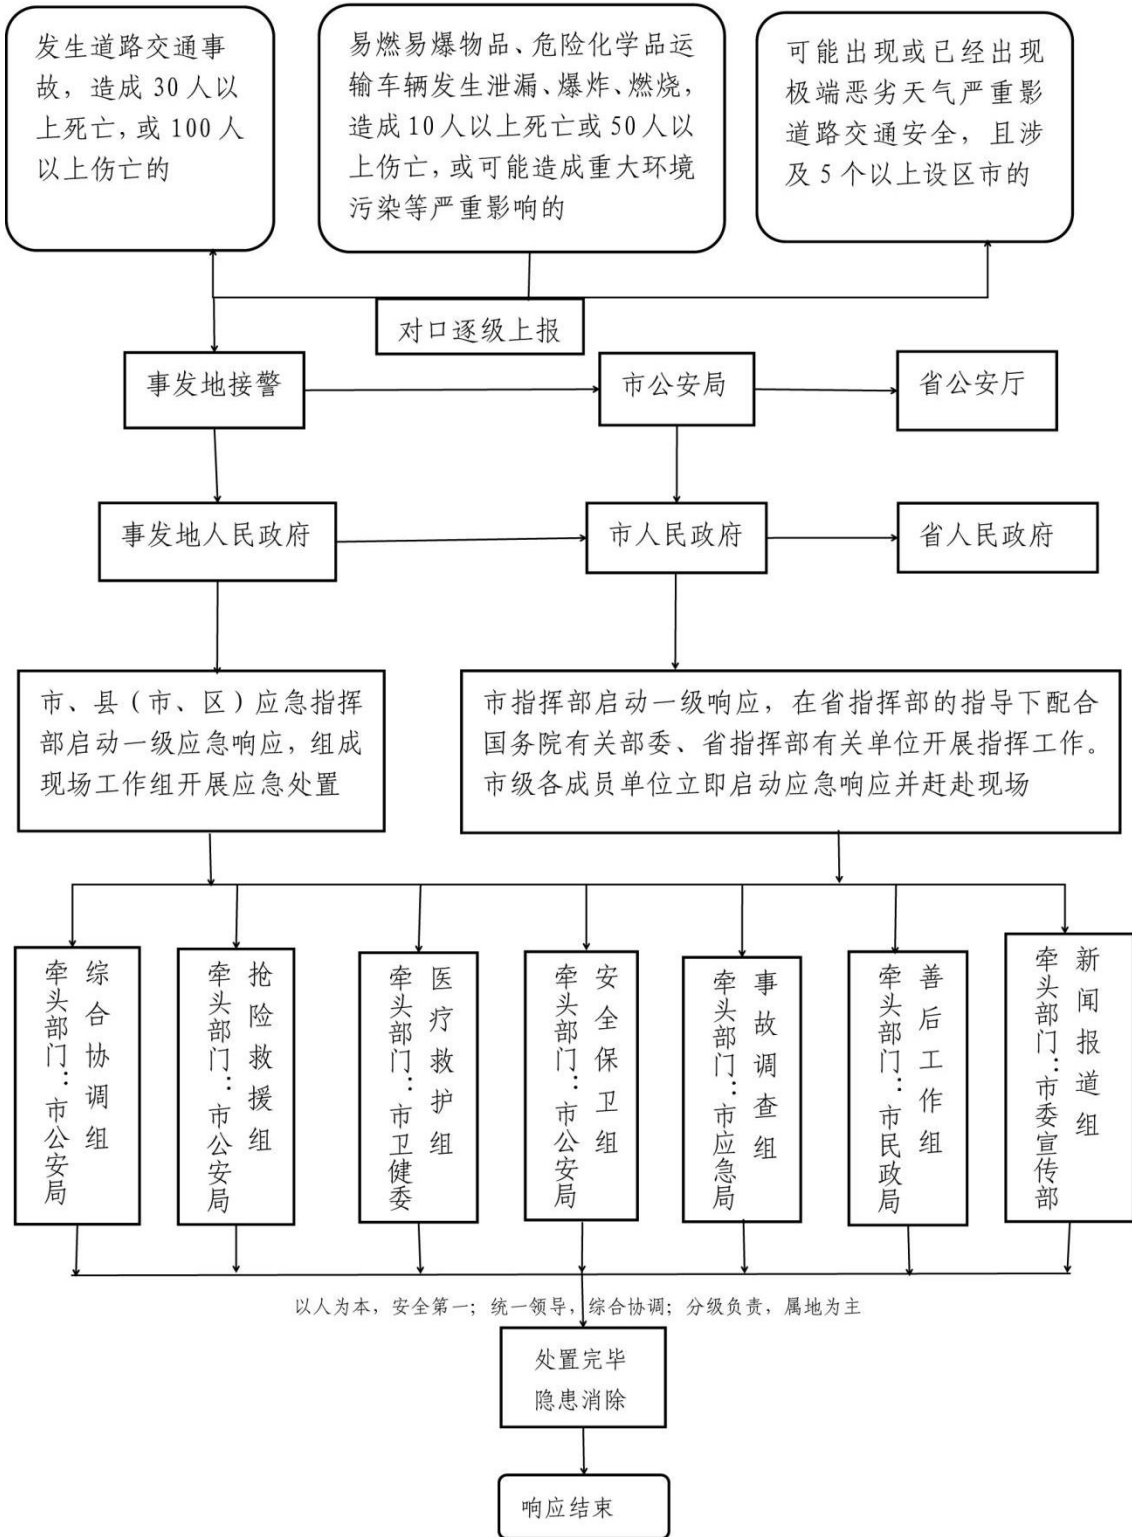 发生道路交通事
故，造成 30 人以
上死亡，或 100 人
以上伤亡的
易燃易爆物品、危险化学品运
输车辆发生泄漏、爆炸、燃烧，
造成 10 人以上死亡或 50 人以
上伤亡，或可能造成重大环境
污染等严重影响的
可能出现或已经出现
极端恶劣天气严重影
道路交通安全，且涉
及 5 个以上设区市的
对口逐级上报
事发地接警
市公安局
省公安厅
事发地人民政府
市人民政府
省人民政府
市、县（市、区）应急指挥
部启动一级应急响应，组成
现场工作组开展应急处置
市指挥部启动一级响应，在省指挥部的指导下配合
国务院有关部委、省指挥部有关单位开展指挥工作。
市级各成员单位立即启动应急响应并赶赴现场
综合协调组
牵头部门：市公安局
抢险救援组
牵头部门：市公安局
医疗救护组
牵头部门：市卫健委
安全保卫组
牵头部门：市公安局
事故调查组
牵头部门：市应急局
善后工作组
牵头部门：市民政局
新闻报道组
牵头部门：市委宣传部
以人为本，安全第一；统一领导，综合协调；分级负责，属地为主
处置完毕
隐患消除
响应结束